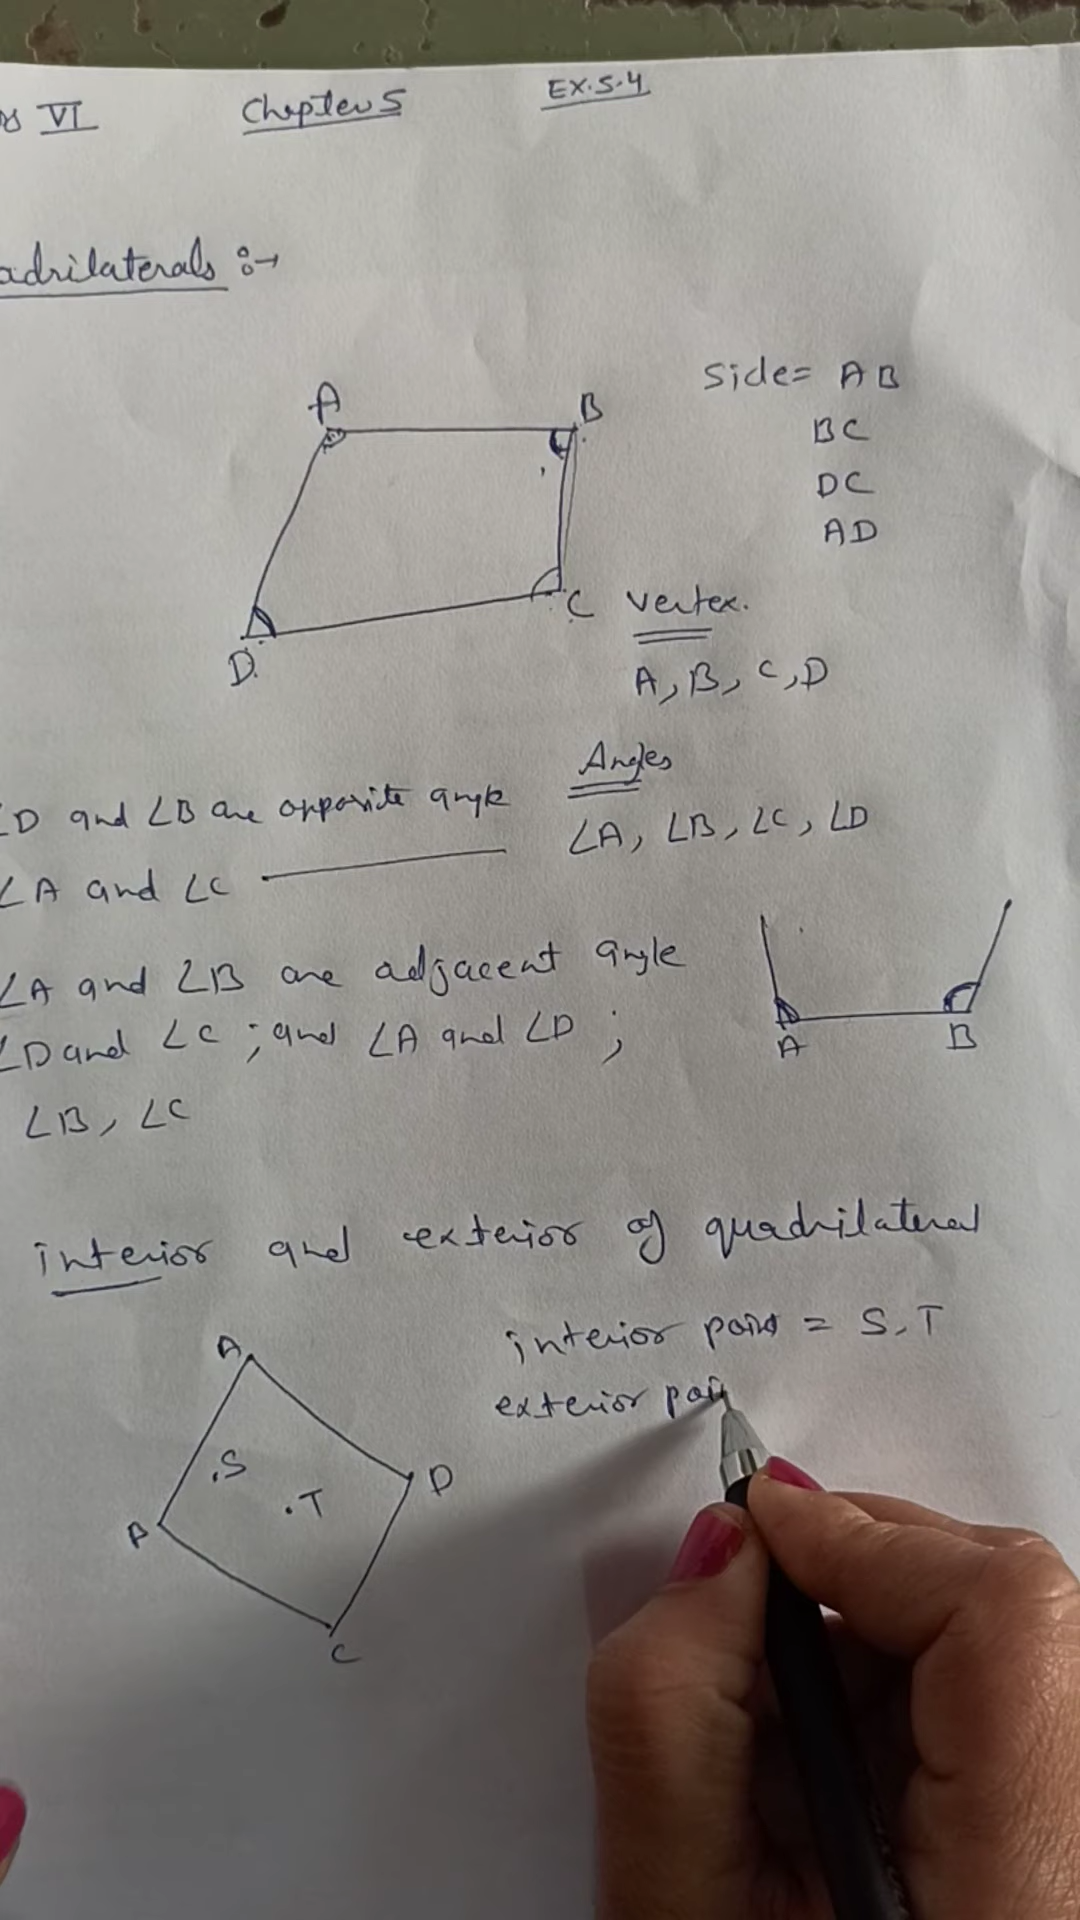 VI Chapter 5 Ex.5.4
adrilaterals :→
A B
D. C
Side= AB
BC
DC
AD
Vertex.
A, B, C, D
Angles
∠A, ∠B, ∠C, ∠D
∠D and ∠B are opposite angle
∠A and ∠C
∠A and ∠B are adjacent angle
∠D and ∠C ; and ∠A and ∠D ;
∠B, ∠C
A B
interior and exterior of quadrilateral
A
.S
.T
D
C
interior point = S, T
exterior poi